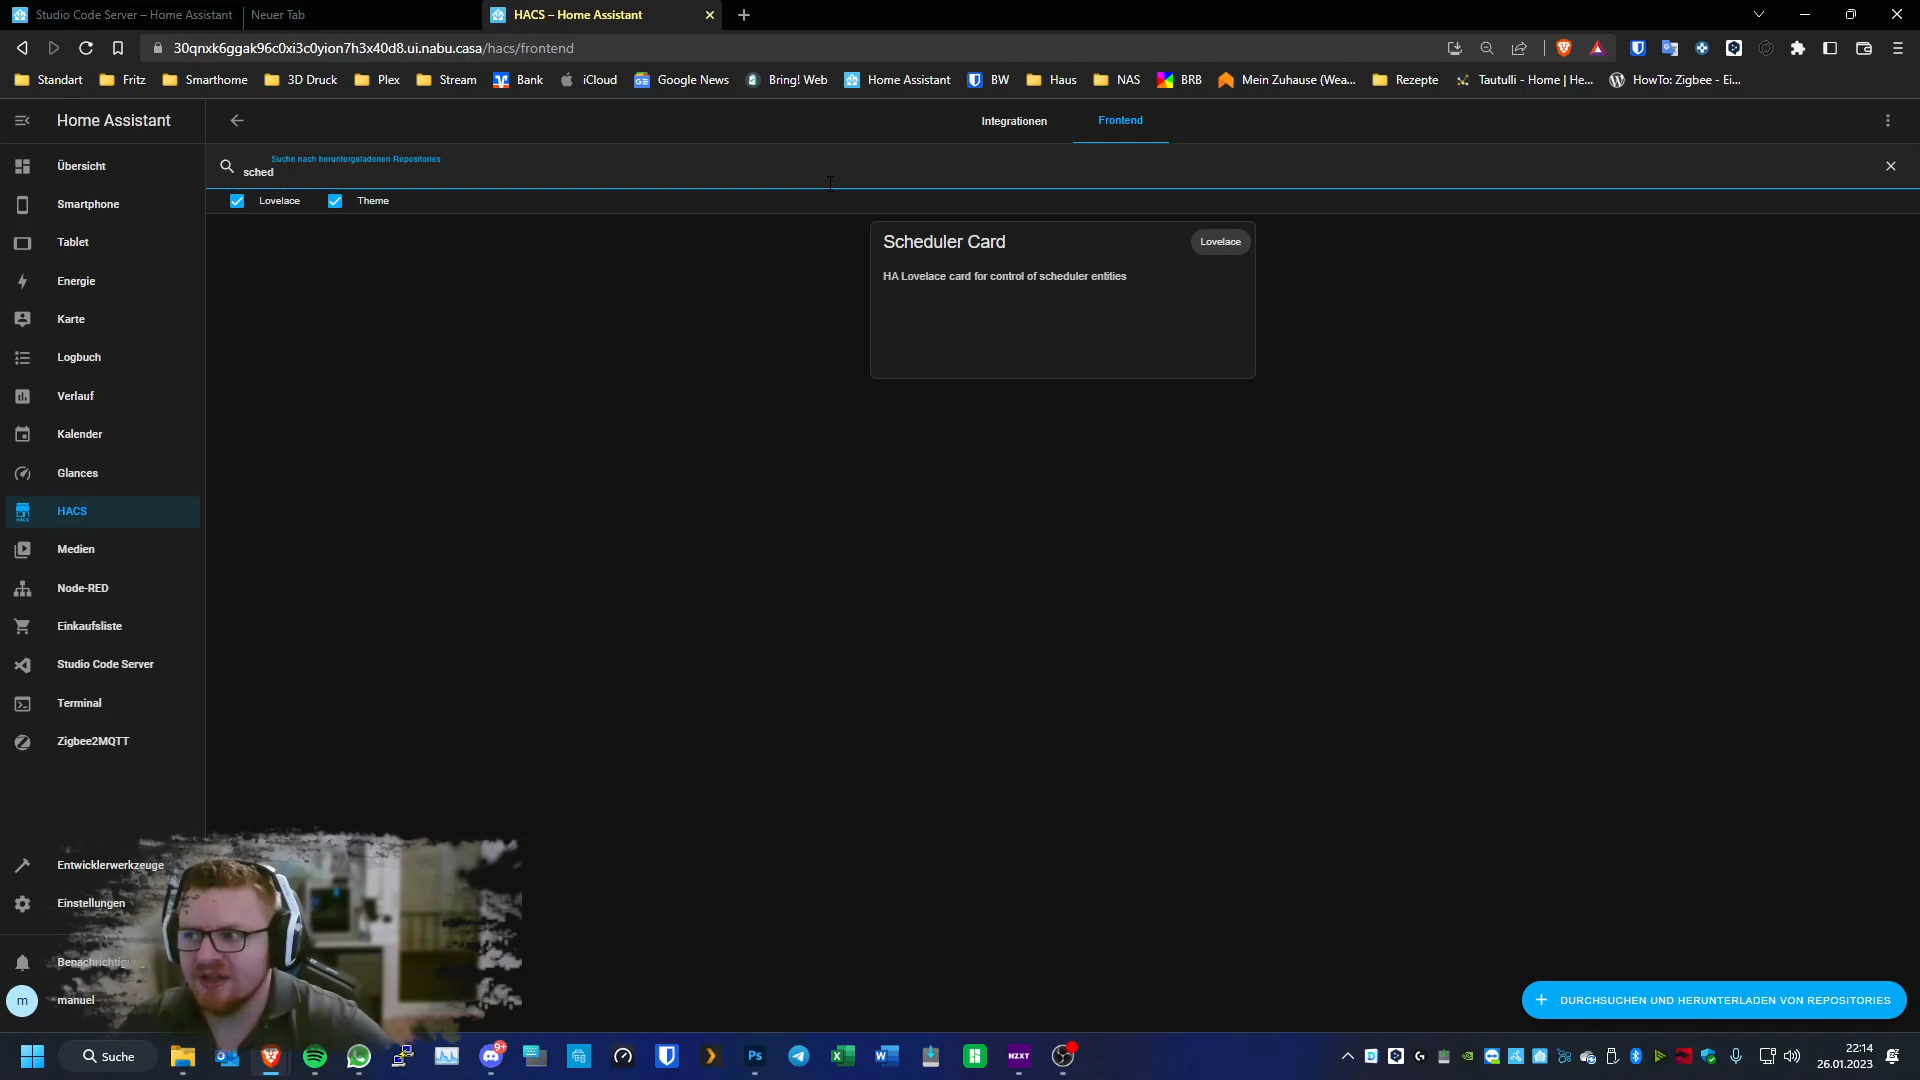 Studio Code Server – Home Assistant
Neuer Tab
HACS – Home Assistant
30qnxk6ggak96c0xi3c0yion7h3x40d8.ui.nabu.casa/hacs/frontend
Standart
Fritz
Smarthome
3D Druck
Plex
Stream
Bank
iCloud
Google News
Bring! Web
Home Assistant
BW
Haus
NAS
BRB
Mein Zuhause (Wea...
Rezepte
Tautulli - Home | He...
HowTo: Zigbee - Ei...
Home Assistant
Integrationen
Frontend
Suche nach heruntergeladenen Repositories
sched
Lovelace
Theme
Scheduler Card
Lovelace
HA Lovelace card for control of scheduler entities
Übersicht
Smartphone
Tablet
Energie
Karte
Logbuch
Verlauf
Kalender
Glances
HACS
HACS
Medien
Node-RED
Einkaufsliste
Studio Code Server
Terminal
Zigbee2MQTT
Entwicklerwerkzeuge
Einstellungen
m
manuel
DURCHSUCHEN UND HERUNTERLADEN VON REPOSITORIES
Suche
9+
Ps
NZXT
22:14
26.01.2023